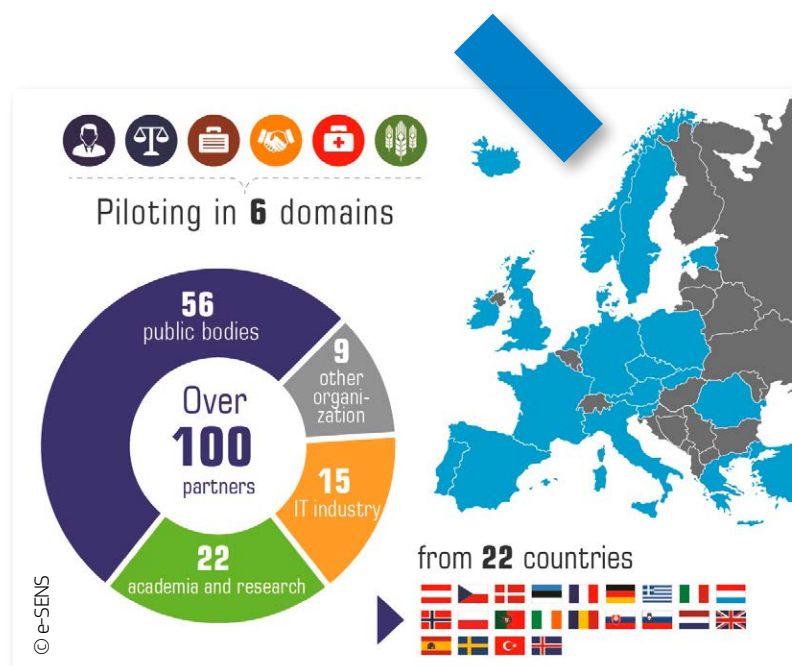 Piloting in 6 domains
56
public bodies
9
other
organi-
zation
Over
100
partners
15
IT industry
22
academia and research
from 22 countries
© e-SENS